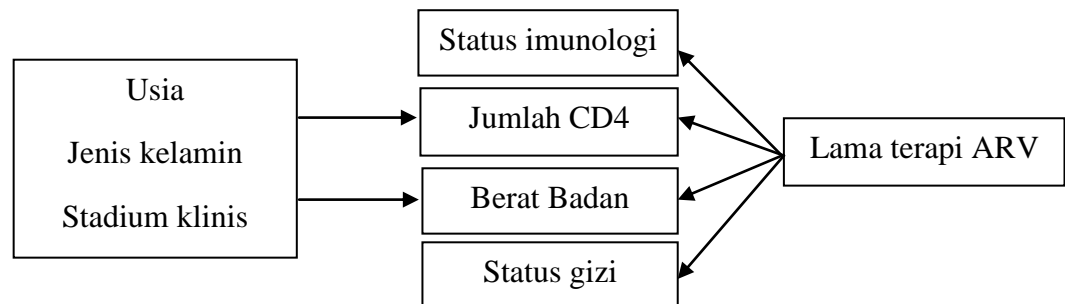 Usia
Jenis kelamin
Stadium klinis
Status imunologi
Jumlah CD4
Berat Badan
Status gizi
Lama terapi ARV